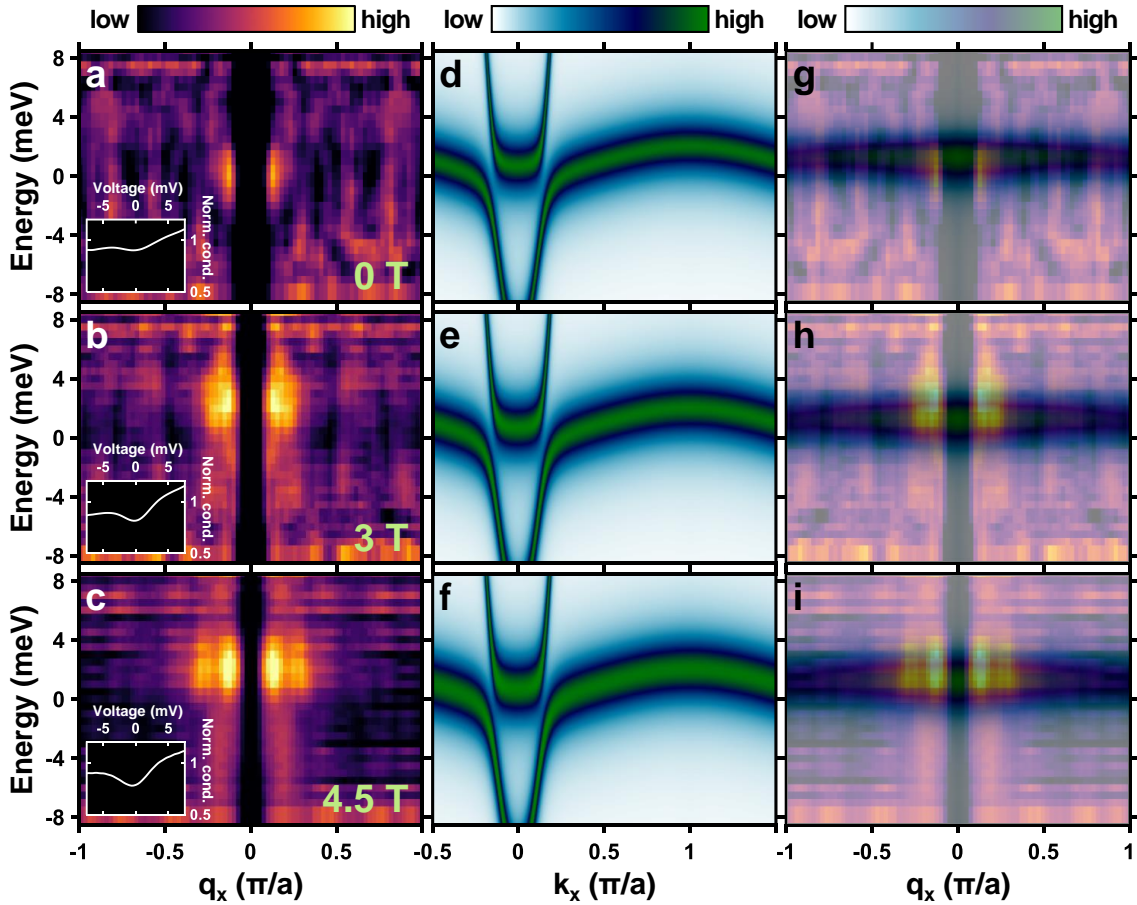 low high low high low high
a d g
8
4
0
-4
-8
Energy (meV)
Voltage (mV)
-5 0 5
1
0.5
Norm. cond.
0 T
b e h
8
4
0
-4
-8
Energy (meV)
Voltage (mV)
-5 0 5
1
0.5
Norm. cond.
3 T
c f i
8
4
0
-4
-8
Energy (meV)
Voltage (mV)
-5 0 5
1
0.5
Norm. cond.
4.5 T
-1 -0.5 0 0.5 -0.5 0 0.5 1 -0.5 0 0.5 1
qx (π/a) kx (π/a) qx (π/a)